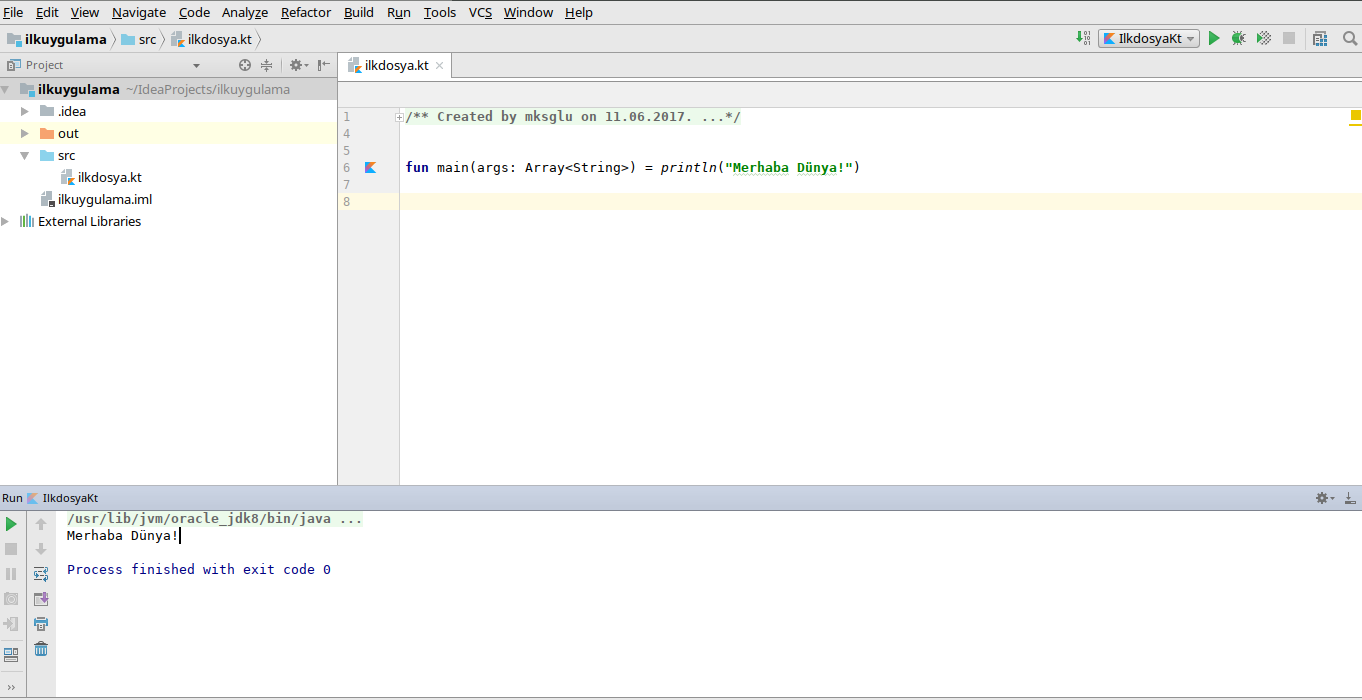 File Edit View Navigate Code Analyze Refactor Build Run Tools VCS Window Help
ilkuygulama src ilkdosya.kt
IlkdosyaKt
Project
ilkdosya.kt
ilkuygulama ~/IdeaProjects/ilkuygulama
.idea
out
src
ilkdosya.kt
ilkuygulama.iml
External Libraries
1 /** Created by mksglu on 11.06.2017. ...*/
4
5
6 fun main(args: Array<String>) = println("Merhaba Dünya!")
7
8
Run IlkdosyaKt
/usr/lib/jvm/oracle_jdk8/bin/java ...
Merhaba Dünya!
Process finished with exit code 0